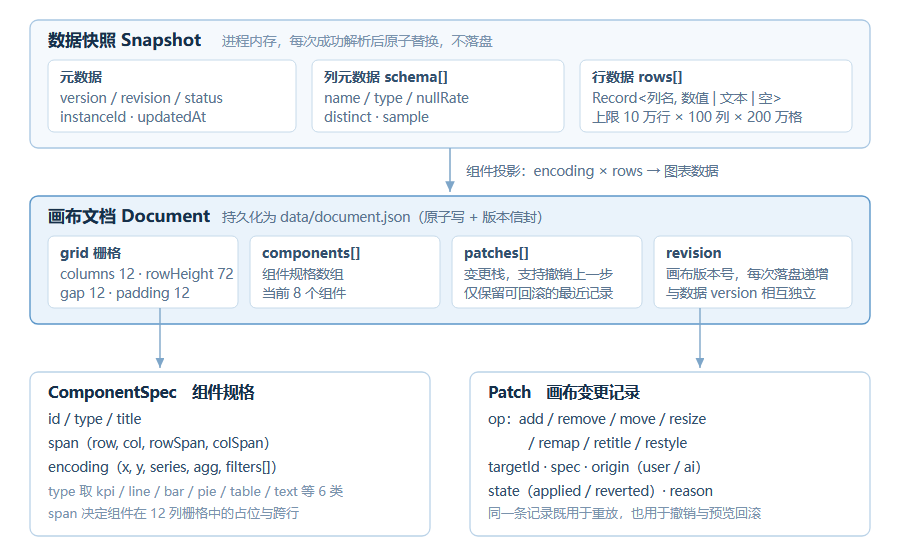 数据快照 Snapshot 进程内存，每次成功解析后原子替换，不落盘
元数据
version / revision / status
instanceId · updatedAt
列元数据 schema[]
name / type / nullRate
distinct · sample
行数据 rows[]
Record<列名, 数值 | 文本 | 空>
上限 10 万行 × 100 列 × 200 万格
组件投影：encoding × rows → 图表数据
画布文档 Document 持久化为 data/document.json（原子写 + 版本信封）
grid 栅格
columns 12 · rowHeight 72
gap 12 · padding 12
components[]
组件规格数组
当前 8 个组件
patches[]
变更栈，支持撤销上一步
仅保留可回滚的最近记录
revision
画布版本号，每次落盘递增
与数据 version 相互独立
ComponentSpec 组件规格
id / type / title
span（row, col, rowSpan, colSpan）
encoding（x, y, series, agg, filters[]）
type 取 kpi / line / bar / pie / table / text 等 6 类
span 决定组件在 12 列栅格中的占位与跨行
Patch 画布变更记录
op：add / remove / move / resize
/ remap / retitle / restyle
targetId · spec · origin（user / ai）
state（applied / reverted）· reason
同一条记录既用于重放，也用于撤销与预览回滚